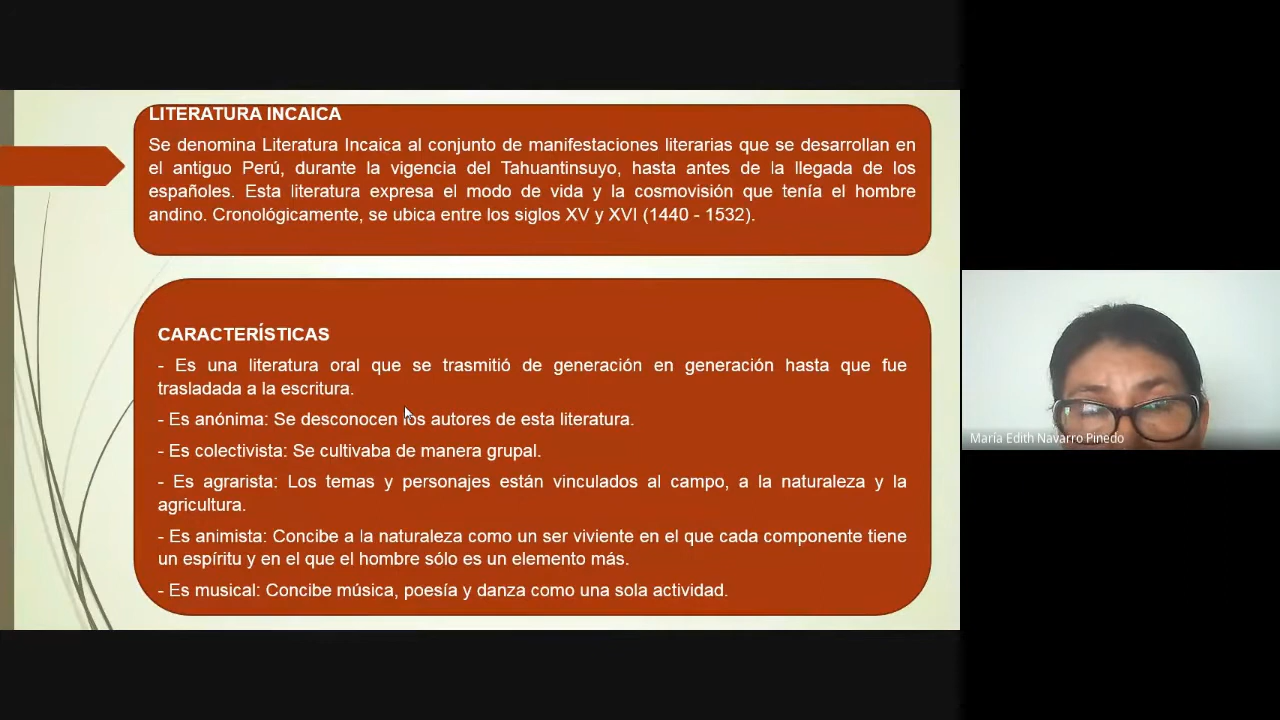 LITERATURA INCAICA
Se denomina Literatura Incaica al conjunto de manifestaciones literarias que se desarrollan en
el antiguo Perú, durante la vigencia del Tahuantinsuyo, hasta antes de la llegada de los
españoles. Esta literatura expresa el modo de vida y la cosmovisión que tenía el hombre
andino. Cronológicamente, se ubica entre los siglos XV y XVI (1440 - 1532).
CARACTERÍSTICAS
- Es una literatura oral que se trasmitió de generación en generación hasta que fue
trasladada a la escritura.
- Es anónima: Se desconocen los autores de esta literatura.
- Es colectivista: Se cultivaba de manera grupal.
- Es agrarista: Los temas y personajes están vinculados al campo, a la naturaleza y la
agricultura.
- Es animista: Concibe a la naturaleza como un ser viviente en el que cada componente tiene
un espíritu y en el que el hombre sólo es un elemento más.
- Es musical: Concibe música, poesía y danza como una sola actividad.
María Edith Navarro Pinedo